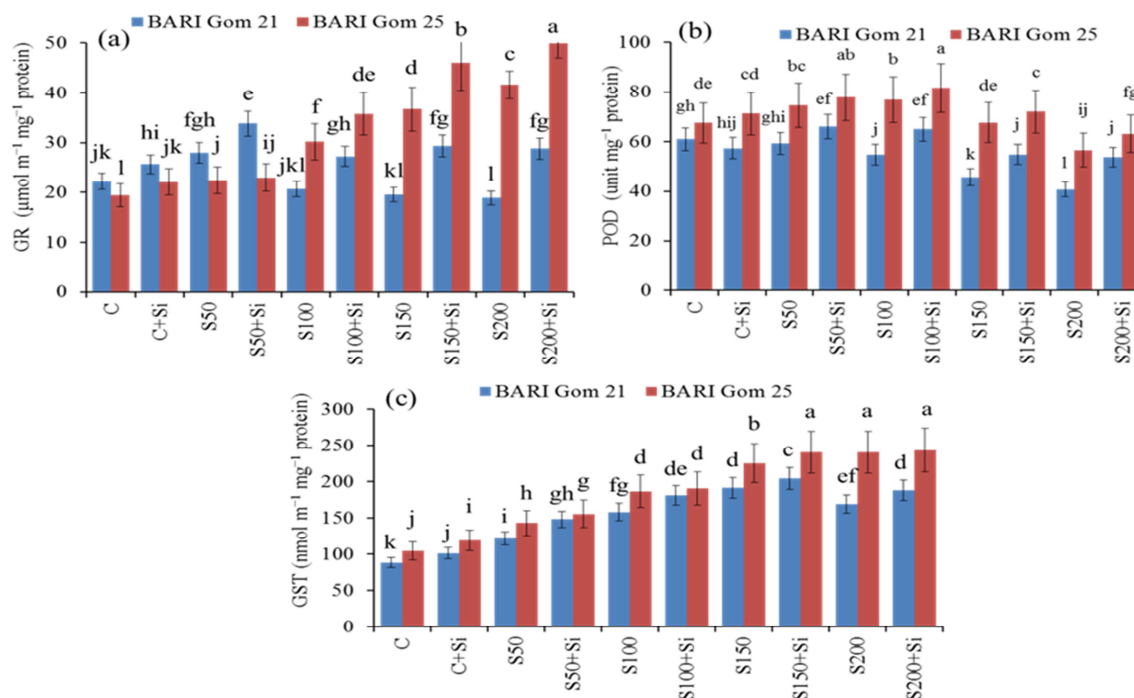 BARI Gom 21 BARI Gom 25
(a)
GR (µmol m⁻¹ mg⁻¹ protein)
50
40
30
20
10
0
jk l hi jk fgh j e ij jkl f gh de kl d fg b l c fg a
C C+Si S50 S50+Si S100 S100+Si S150 S150+Si S200 S200+Si
BARI Gom 21 BARI Gom 25
(b)
POD (unit mg⁻¹ protein)
100
80
60
40
20
0
gh de hij cd ghi bc ef ab j b ef a k d j c l ij j fg
C C+Si S50 S50+Si S100 S100+Si S150 S150+Si S200 S200+Si
BARI Gom 21 BARI Gom 25
(c)
GST (nmol m⁻¹ mg⁻¹ protein)
300
250
200
150
100
50
0
k j j i i h gh g fg d de d d b c a ef a d a
C C+Si S50 S50+Si S100 S100+Si S150 S150+Si S200 S200+Si